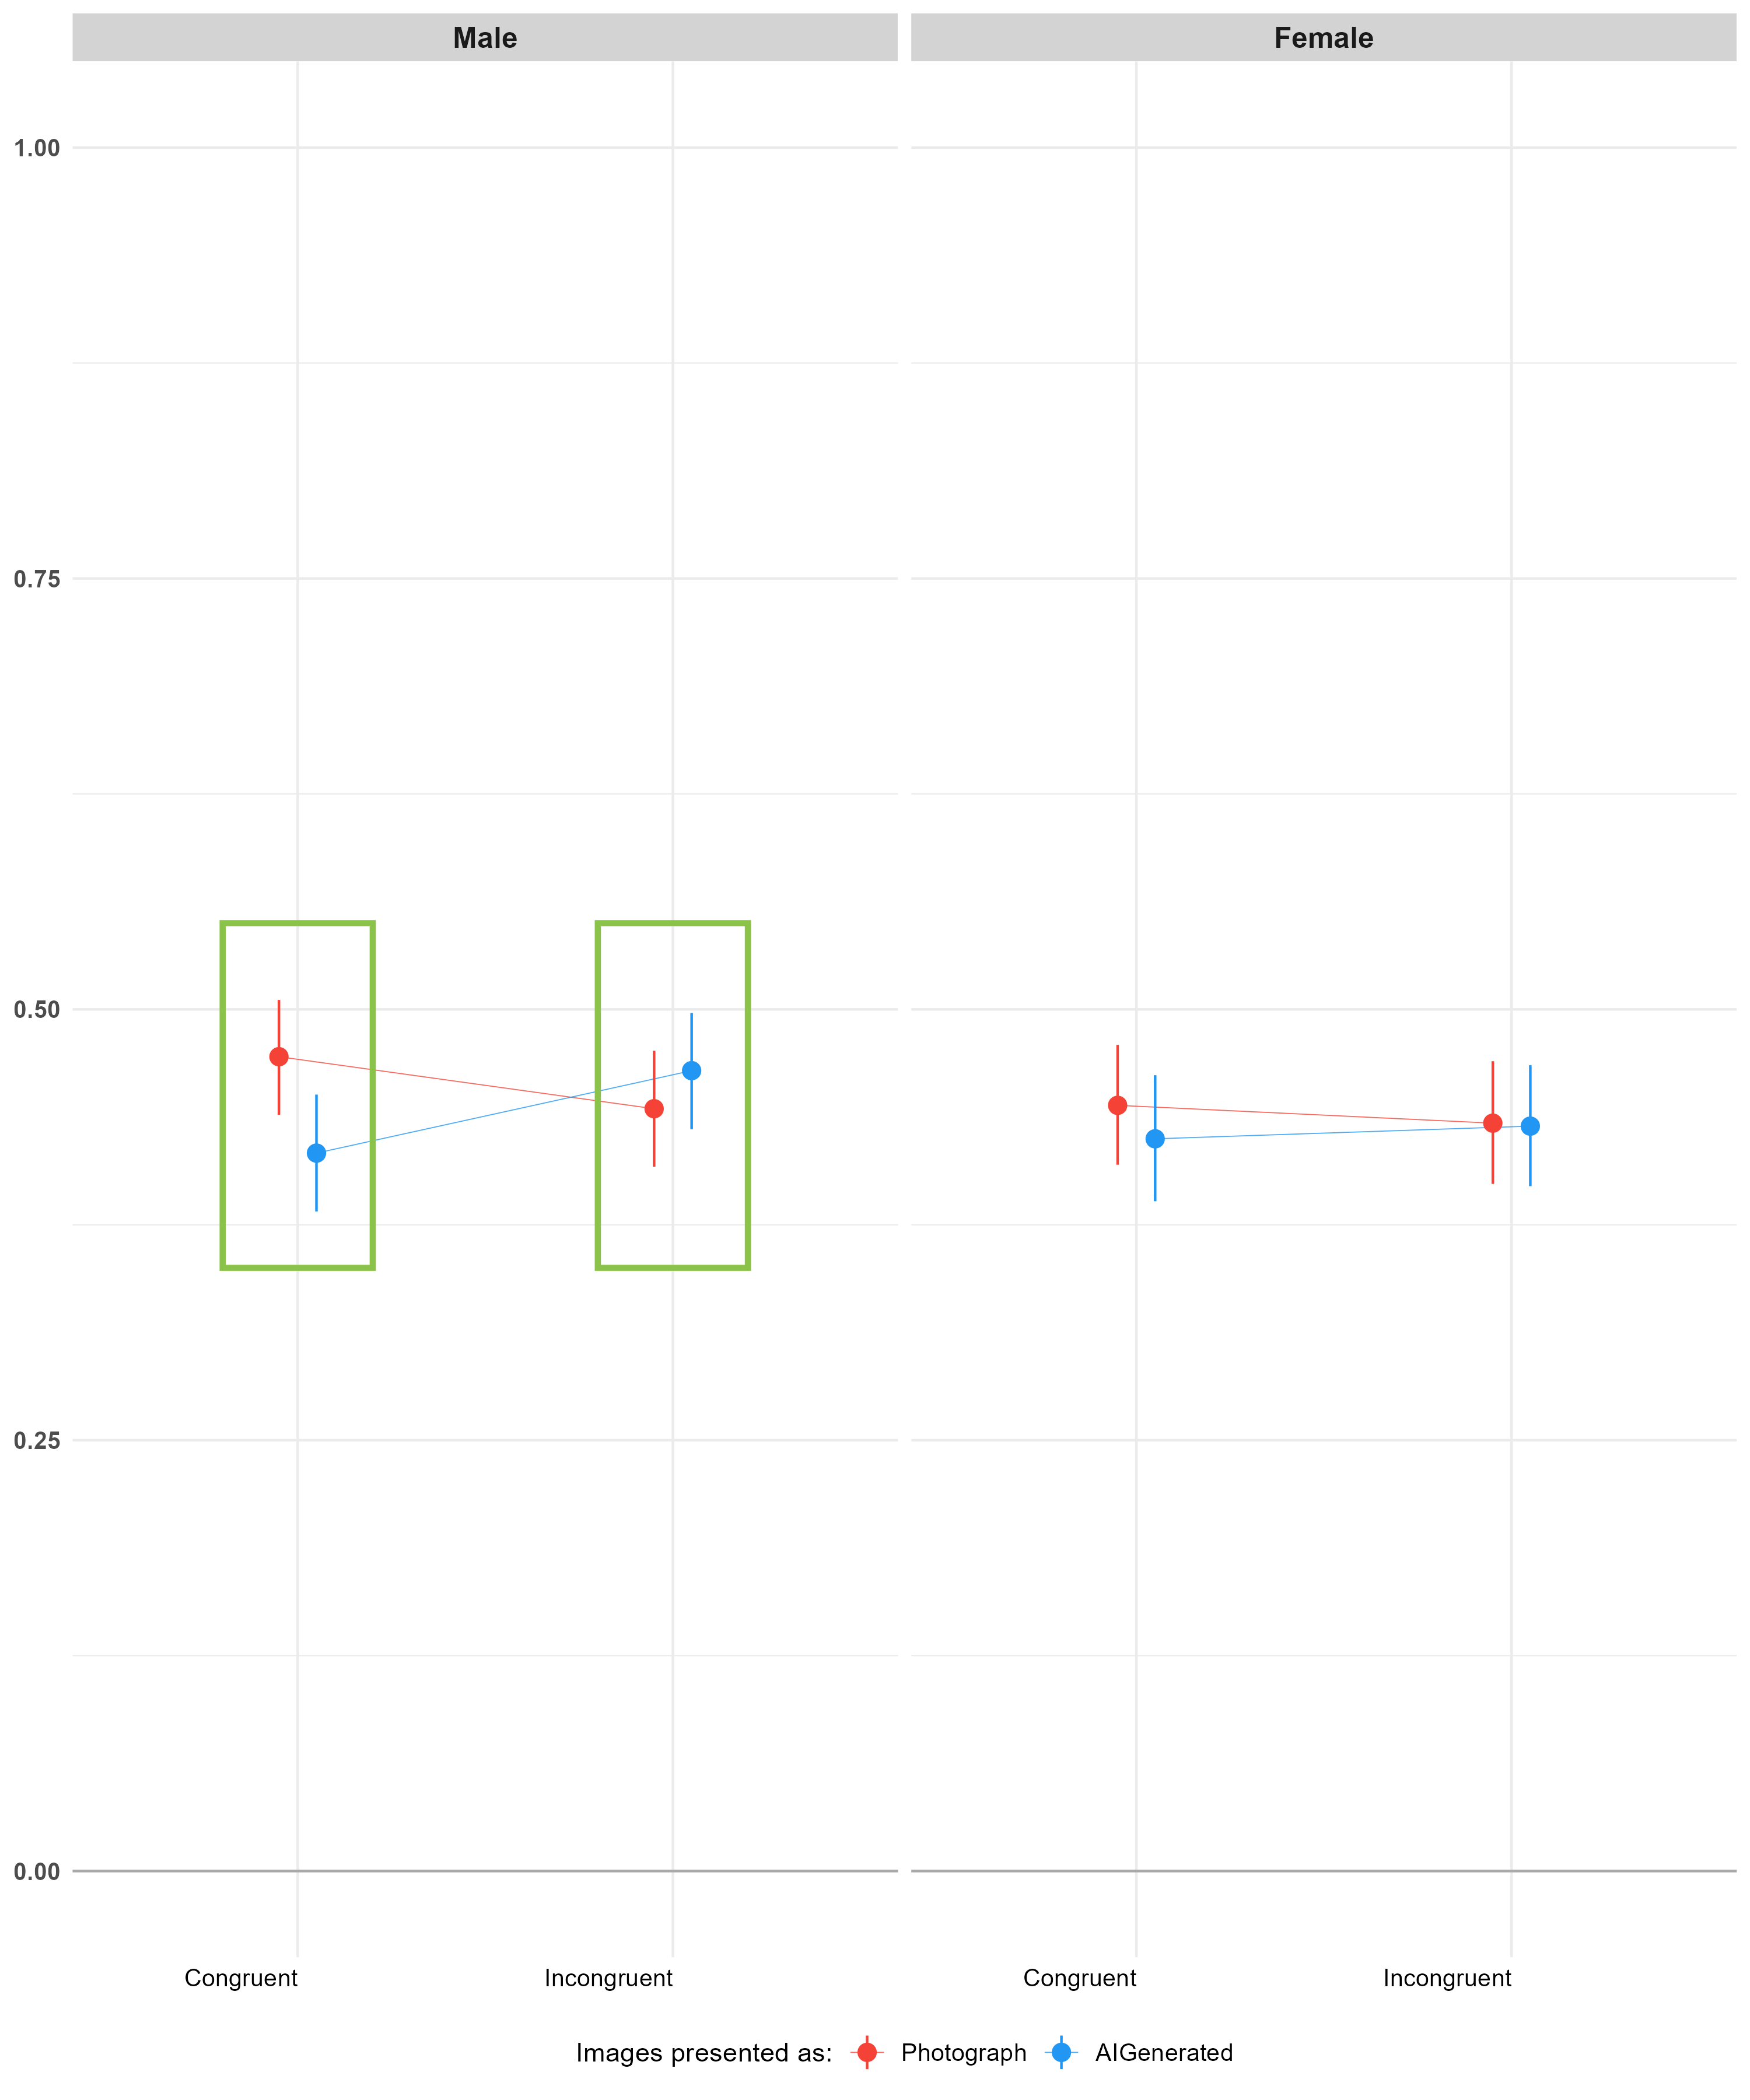 Male Female
1.00
0.75
0.50
0.25
0.00
Congruent Incongruent Congruent Incongruent
Images presented as: Photograph AIGenerated